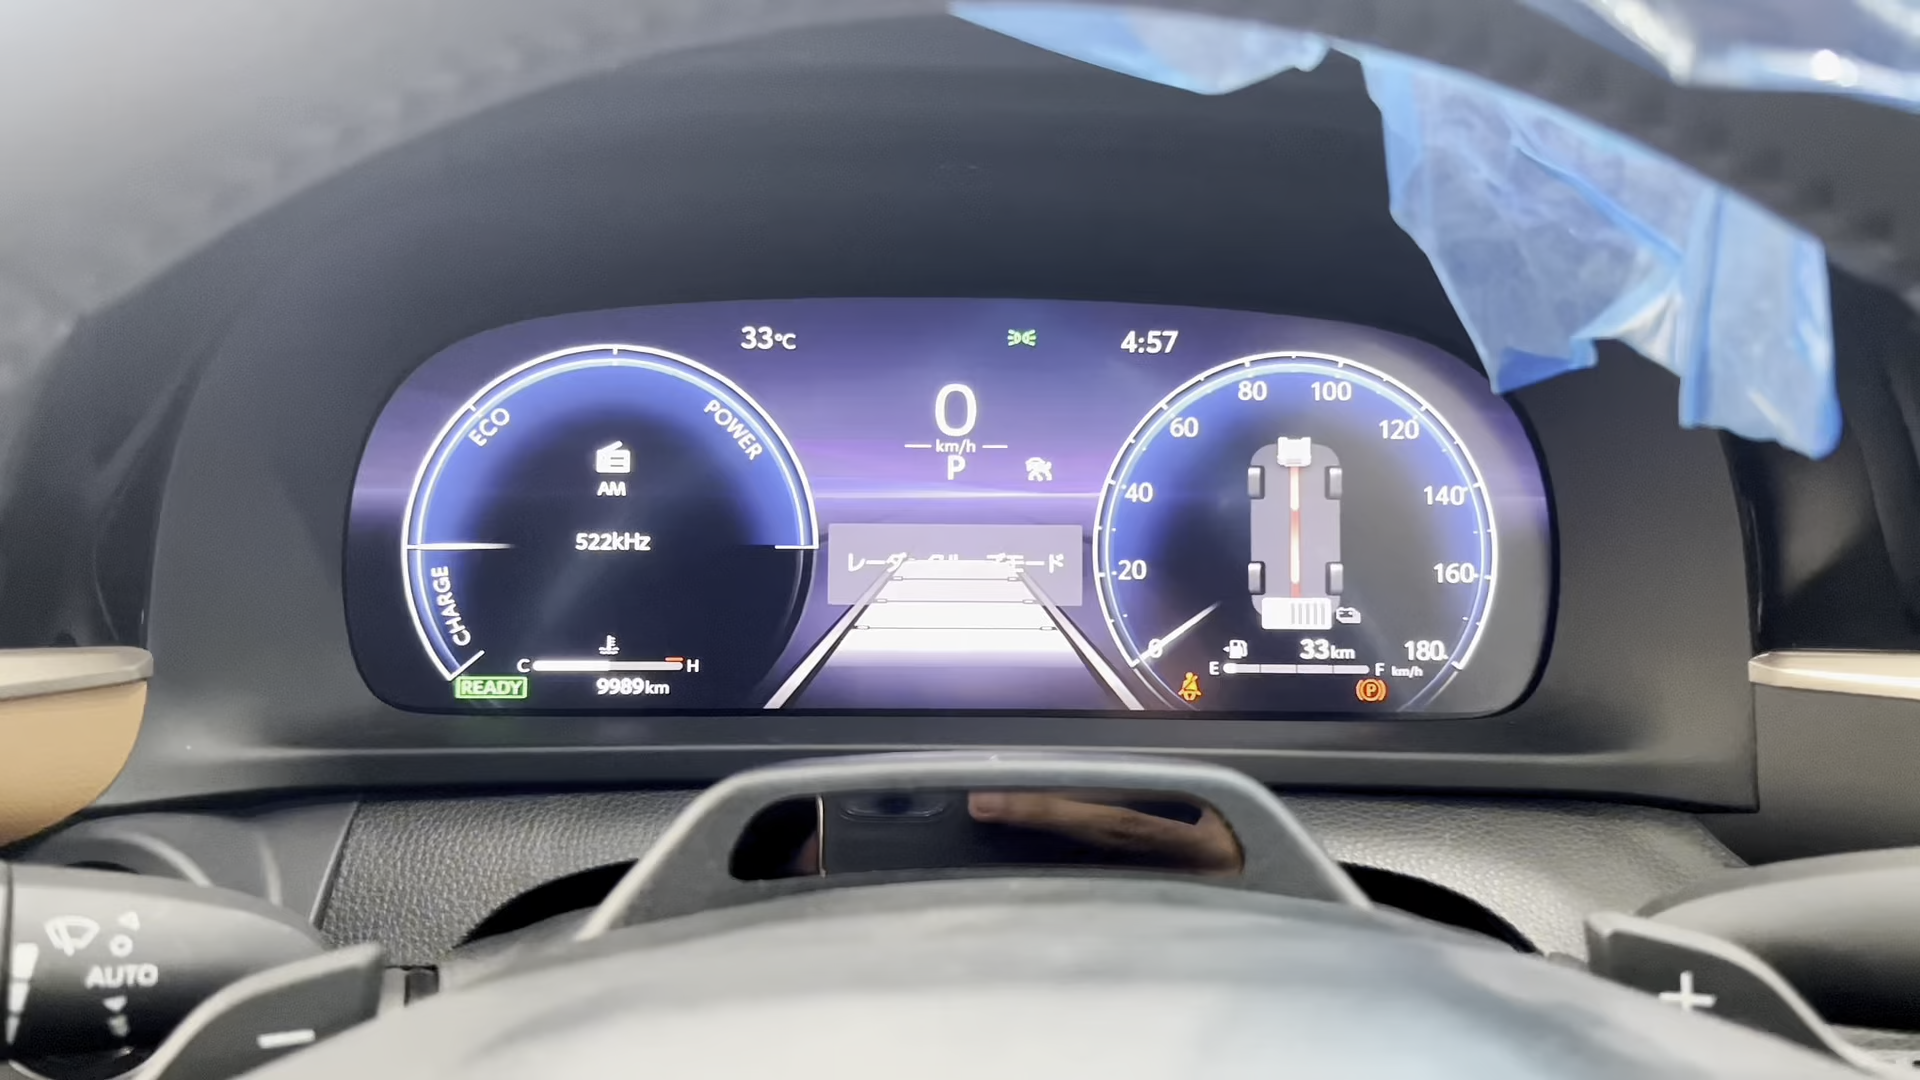 33°C
4:57
ECO
POWER
CHARGE
AM
522kHz
C
H
READY
9989km
0
km/h
P
0
20
40
60
80
100
120
140
160
180
km/h
33km
E
F
P
AUTO